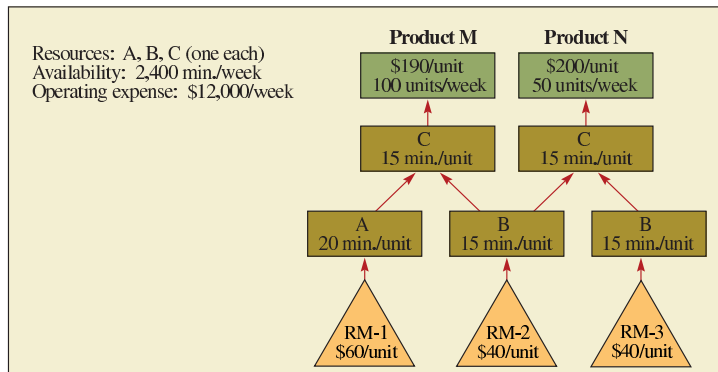 Resources: A, B, C (one each)
Availability: 2,400 min./week
Operating expense: $12,000/week
Product M
Product N
$190/unit
100 units/week
$200/unit
50 units/week
C
15 min./unit
C
15 min./unit
A
20 min./unit
B
15 min./unit
B
15 min./unit
RM-1
$60/unit
RM-2
$40/unit
RM-3
$40/unit